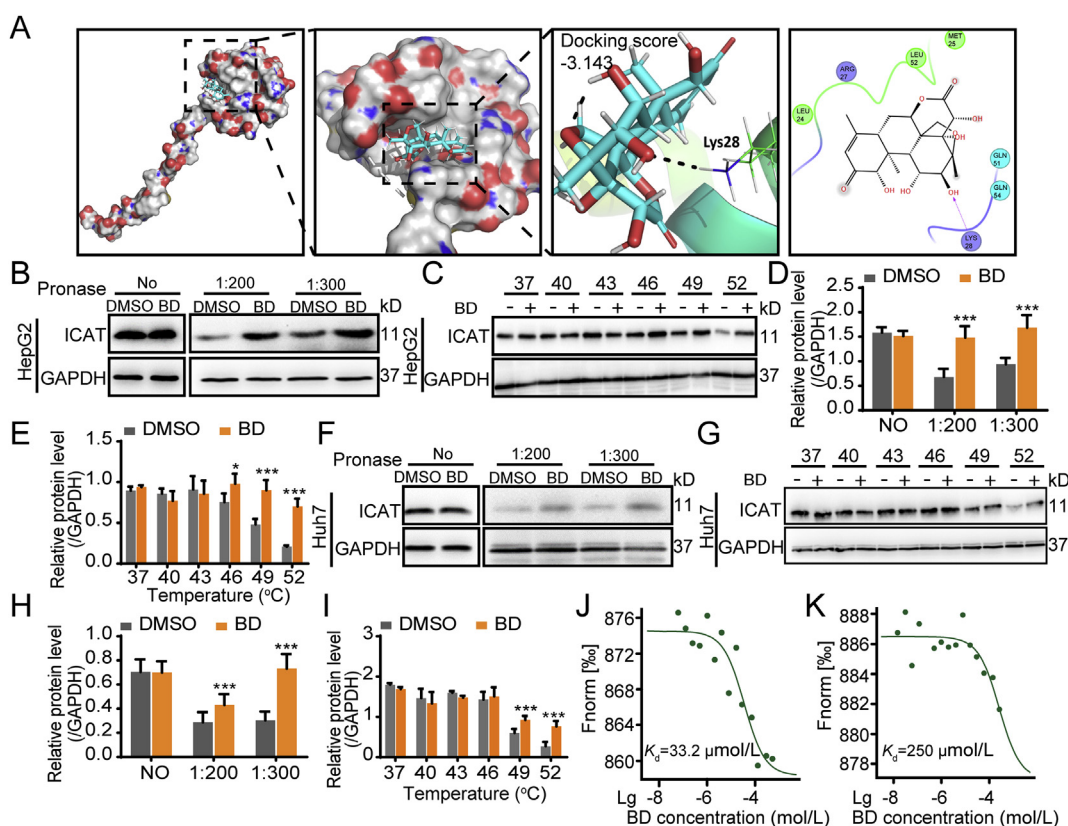 A
Docking score
-3.143
Lys28
MET 25
LEU 52
ARG 27
LEU 24
GLN 51
GLN 54
LYS 28
O
O
OH
OH
O
O
OH
HO
OH
B
Pronase No 1:200 1:300
DMSO BD DMSO BD DMSO BD kD
HepG2
ICAT 11
GAPDH 37
C
37 40 43 46 49 52
BD - + - + - + - + - + - + kD
HepG2
ICAT 11
GAPDH 37
D
DMSO BD
Relative protein level
(/GAPDH)
2.0
1.5
1.0
0.5
0.0
*** ***
NO 1:200 1:300
E
DMSO BD
Relative protein level
(/GAPDH)
1.5
1.0
0.5
0.0
* *** ***
37 40 43 46 49 52
Temperature (°C)
F
Pronase No 1:200 1:300
DMSO BD DMSO BD DMSO BD kD
Huh7
ICAT 11
GAPDH 37
G
37 40 43 46 49 52
BD - + - + - + - + - + - + kD
Huh7
ICAT 11
GAPDH 37
H
DMSO BD
Relative protein level
(/GAPDH)
1.2
0.8
0.4
0.0
*** ***
NO 1:200 1:300
I
DMSO BD
Relative protein level
(/GAPDH)
3
2
1
0
*** ***
37 40 43 46 49 52
Temperature (°C)
J
Fnorm [‰]
876
872
868
864
860
Kd=33.2 μmol/L
Lg -8 -6 -4
BD concentration (mol/L)
K
Fnorm [‰]
888
886
884
882
880
877
Kd=250 μmol/L
Lg -8 -6 -4
BD concentration (mol/L)